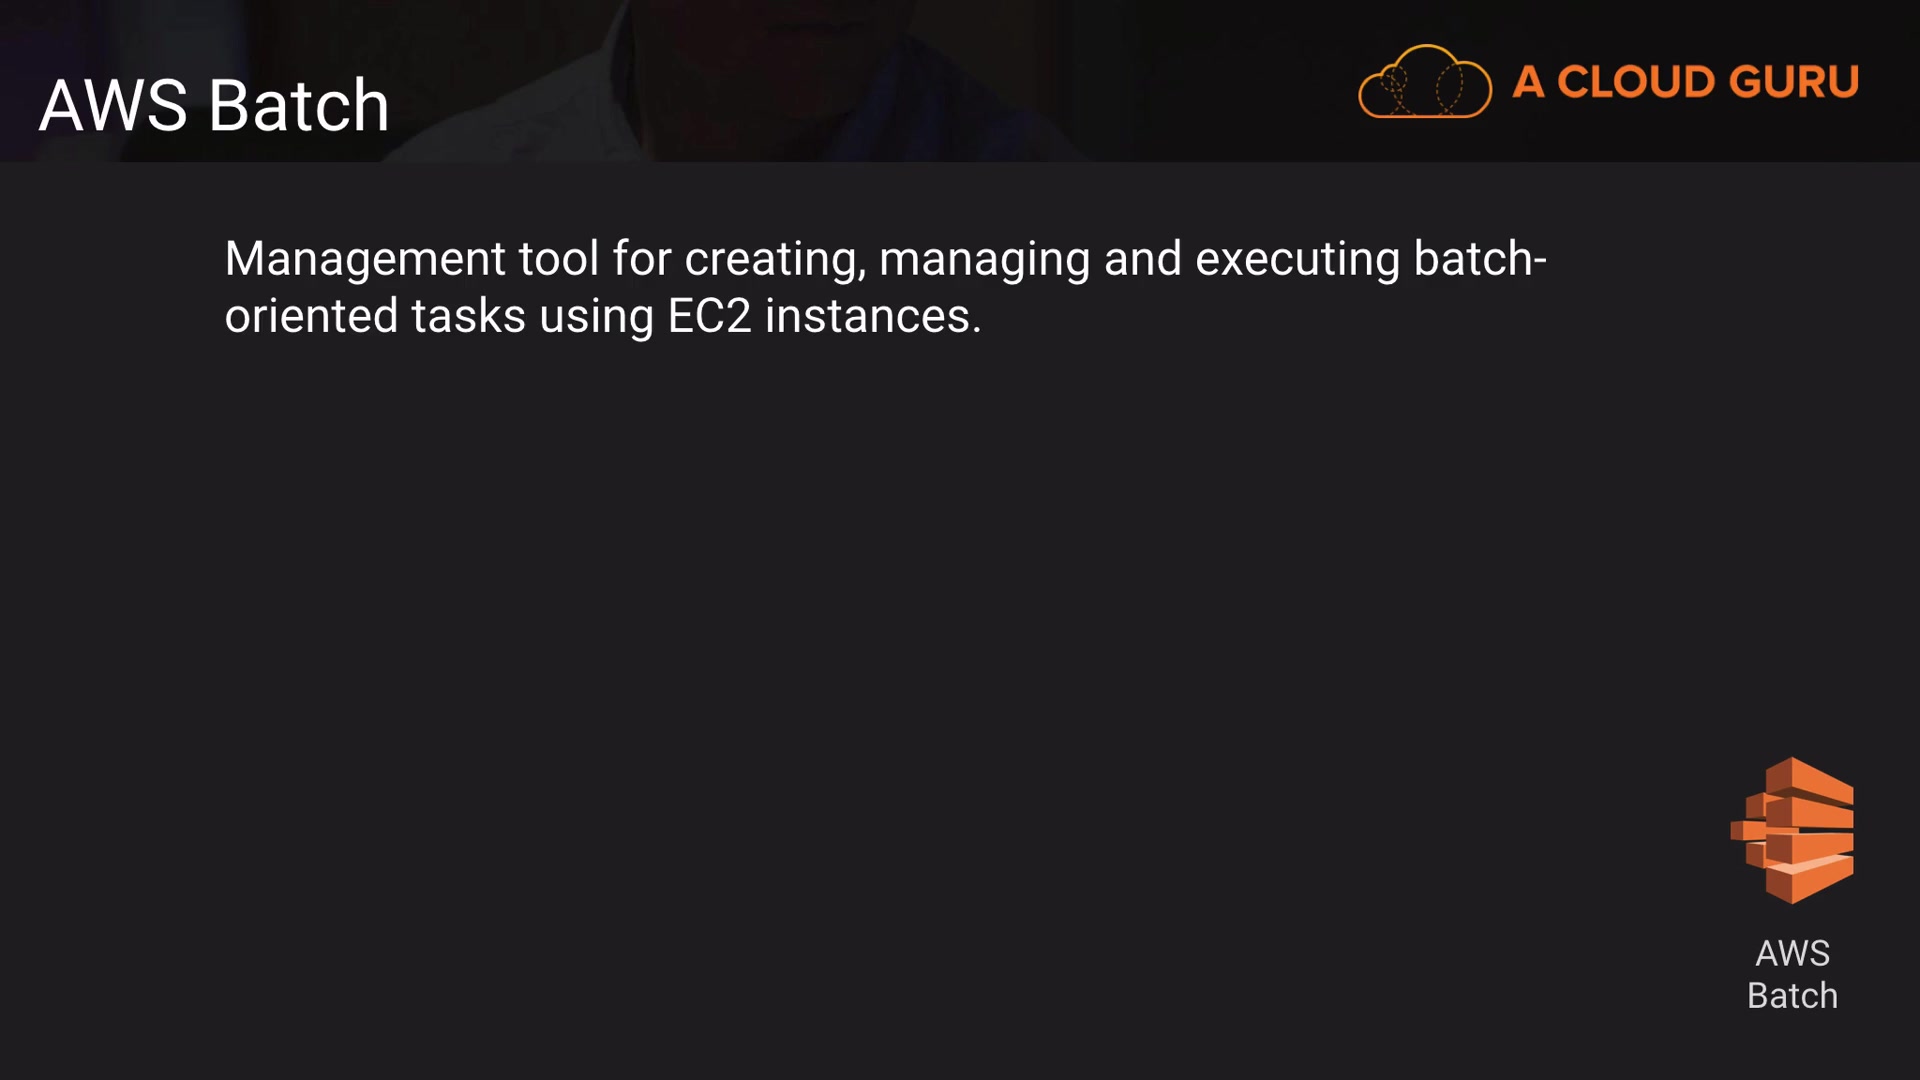 AWS Batch
A CLOUD GURU
Management tool for creating, managing and executing batch-
oriented tasks using EC2 instances.
AWS
Batch